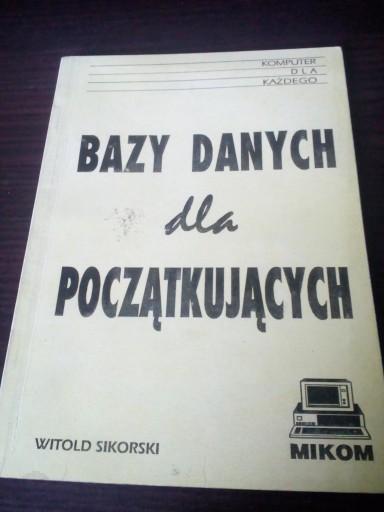 KOMPUTER
DLA
KAŻDEGO
BAZY DANYCH
dla
POCZĄTKUJĄCYCH
WITOLD SIKORSKI
MIKOM